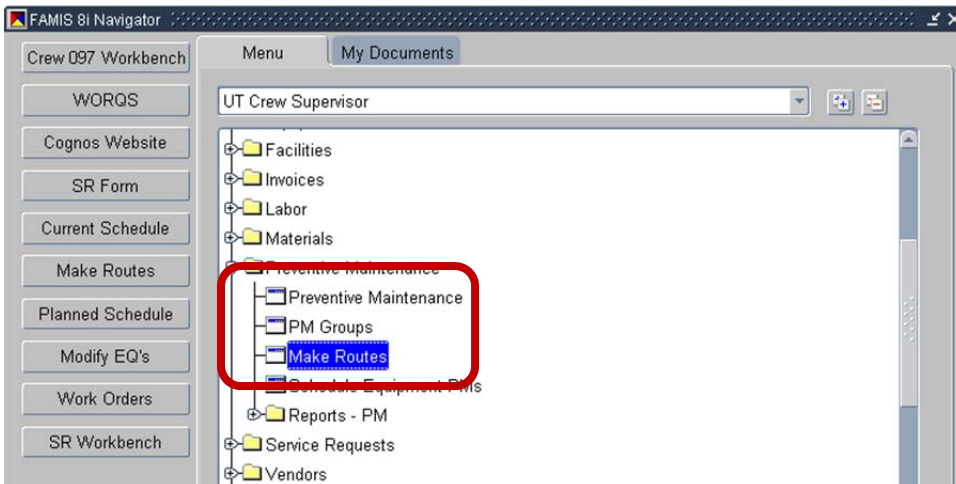 FAMIS 8i Navigator
Crew 097 Workbench
WORQS
Cognos Website
SR Form
Current Schedule
Make Routes
Planned Schedule
Modify EQ's
Work Orders
SR Workbench
Menu
My Documents
UT Crew Supervisor
Facilities
Invoices
Labor
Materials
Preventive Maintenance
Preventive Maintenance
PM Groups
Make Routes
Schedule Equipment PMs
Reports - PM
Service Requests
Vendors